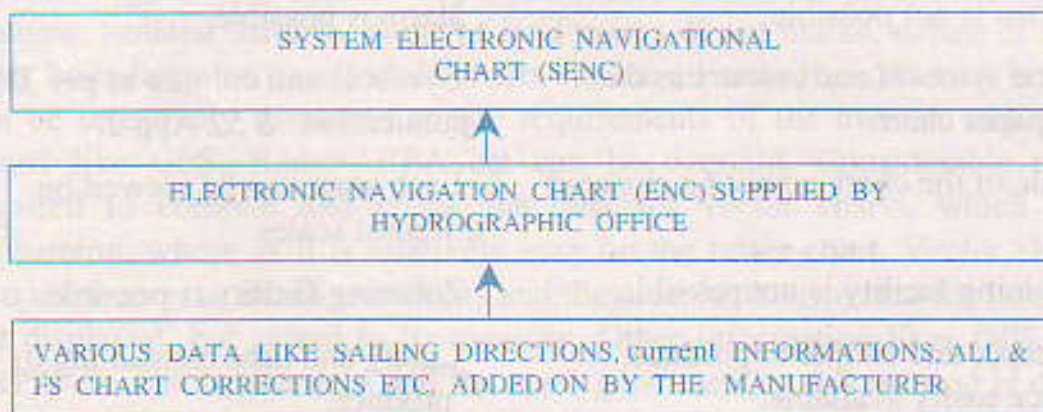 SYSTEM ELECTRONIC NAVIGATIONAL
CHART (SENC)
ELECTRONIC NAVIGATION CHART (ENC) SUPPLIED BY
HYDROGRAPHIC OFFICE
VARIOUS DATA LIKE SAILING DIRECTIONS, current INFORMATIONS, ALL &
FS CHART CORRECTIONS ETC, ADDED ON BY THE MANUFACTURER